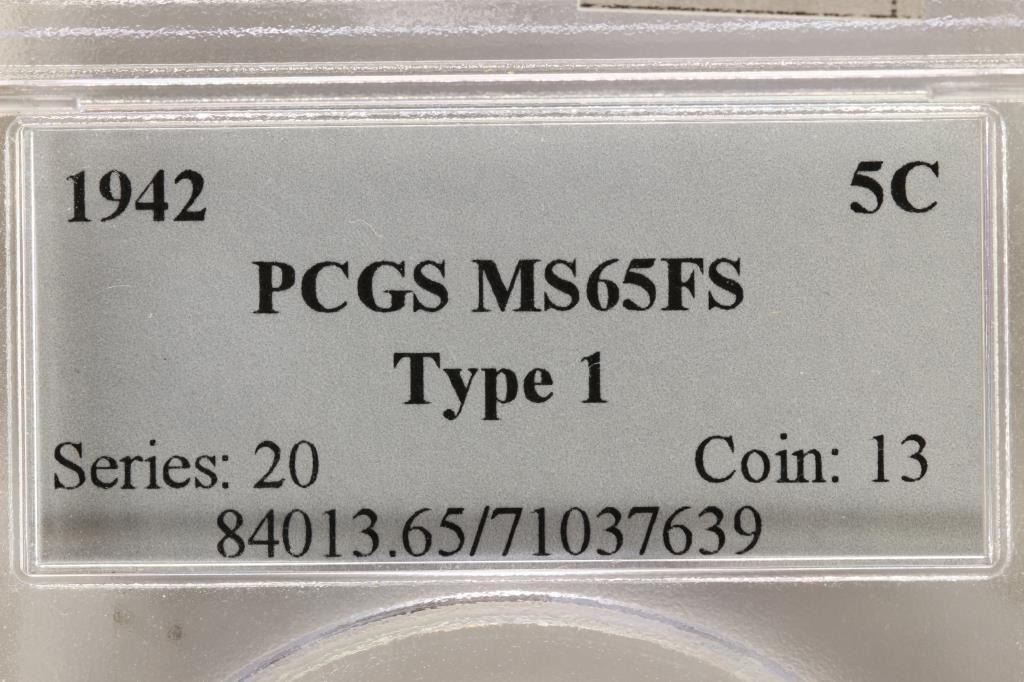 1942 5C
PCGS MS65FS
Type 1
Series: 20 Coin: 13
84013.65/71037639